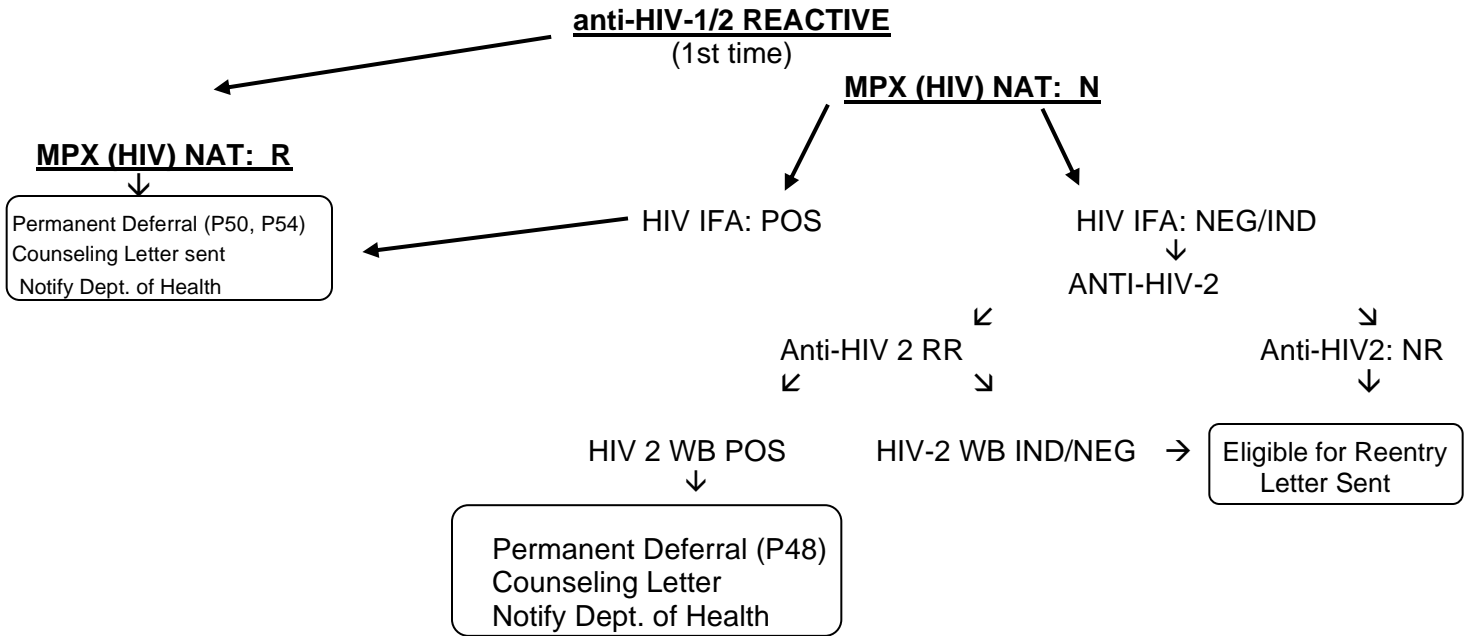 anti-HIV-1/2 REACTIVE
(1st time)
MPX (HIV) NAT: N
MPX (HIV) NAT: R
Permanent Deferral (P50, P54)
Counseling Letter sent
Notify Dept. of Health
HIV IFA: POS
HIV IFA: NEG/IND
ANTI-HIV-2
Anti-HIV 2 RR
Anti-HIV2: NR
HIV 2 WB POS
HIV-2 WB IND/NEG →
Eligible for Reentry
Letter Sent
Permanent Deferral (P48)
Counseling Letter
Notify Dept. of Health